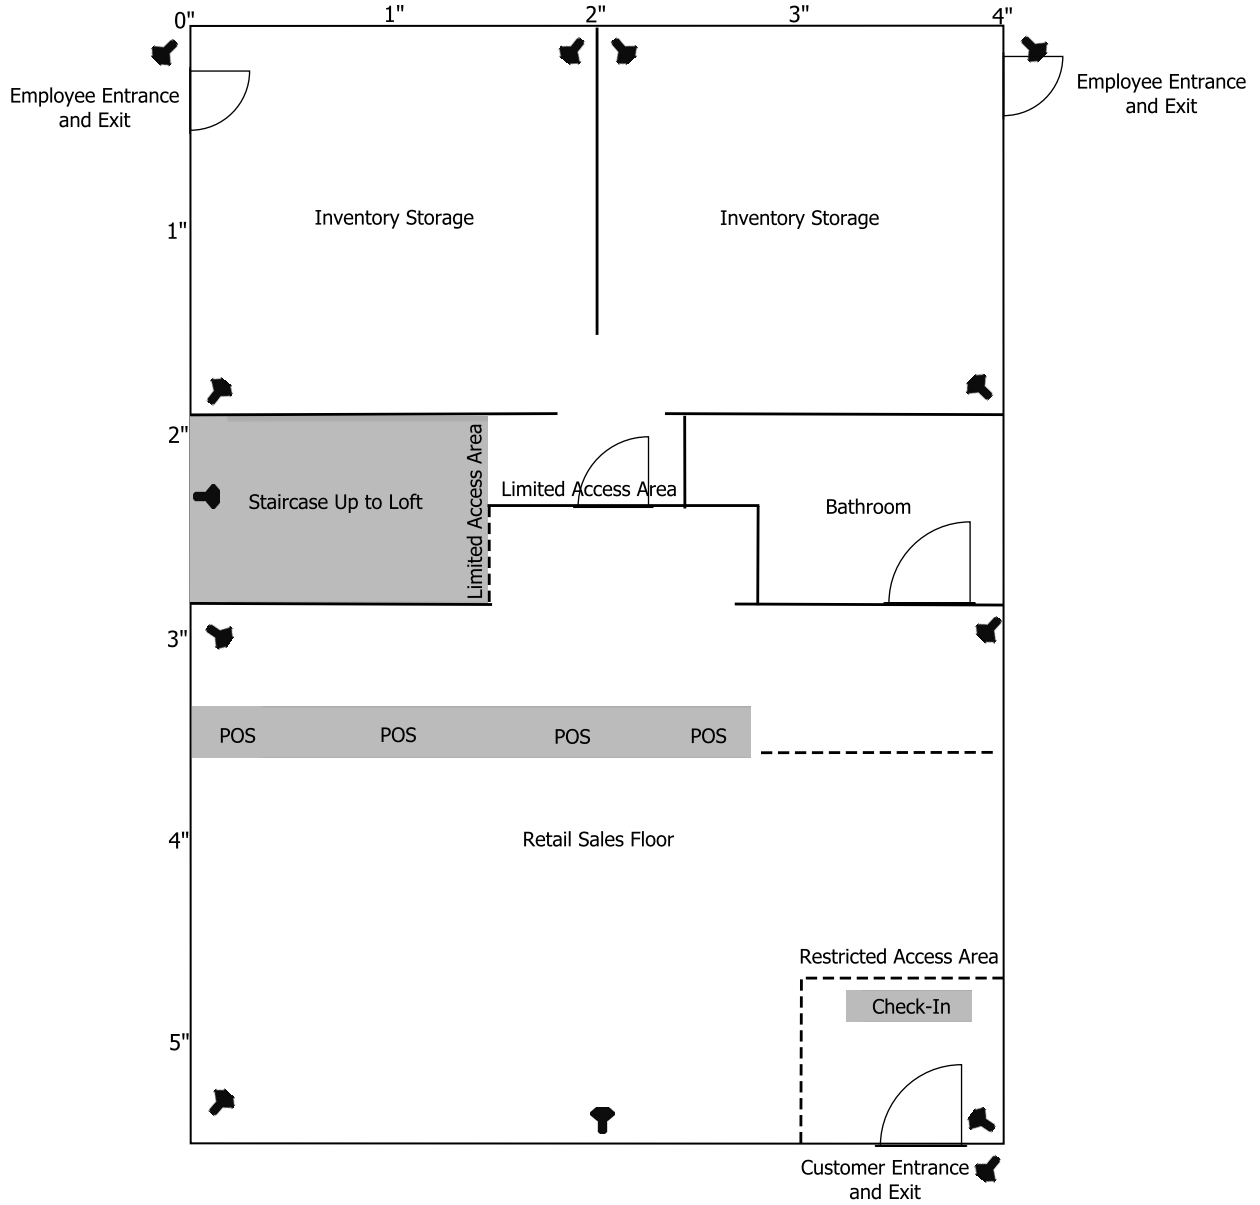 0" 1" 2" 3" 4"
Employee Entrance
and Exit
Employee Entrance
and Exit
Inventory Storage
Inventory Storage
1"
2"
Staircase Up to Loft
Limited Access Area
Limited Access Area
Bathroom
3"
POS POS POS POS
4"
Retail Sales Floor
Restricted Access Area
Check-In
5"
Customer Entrance
and Exit